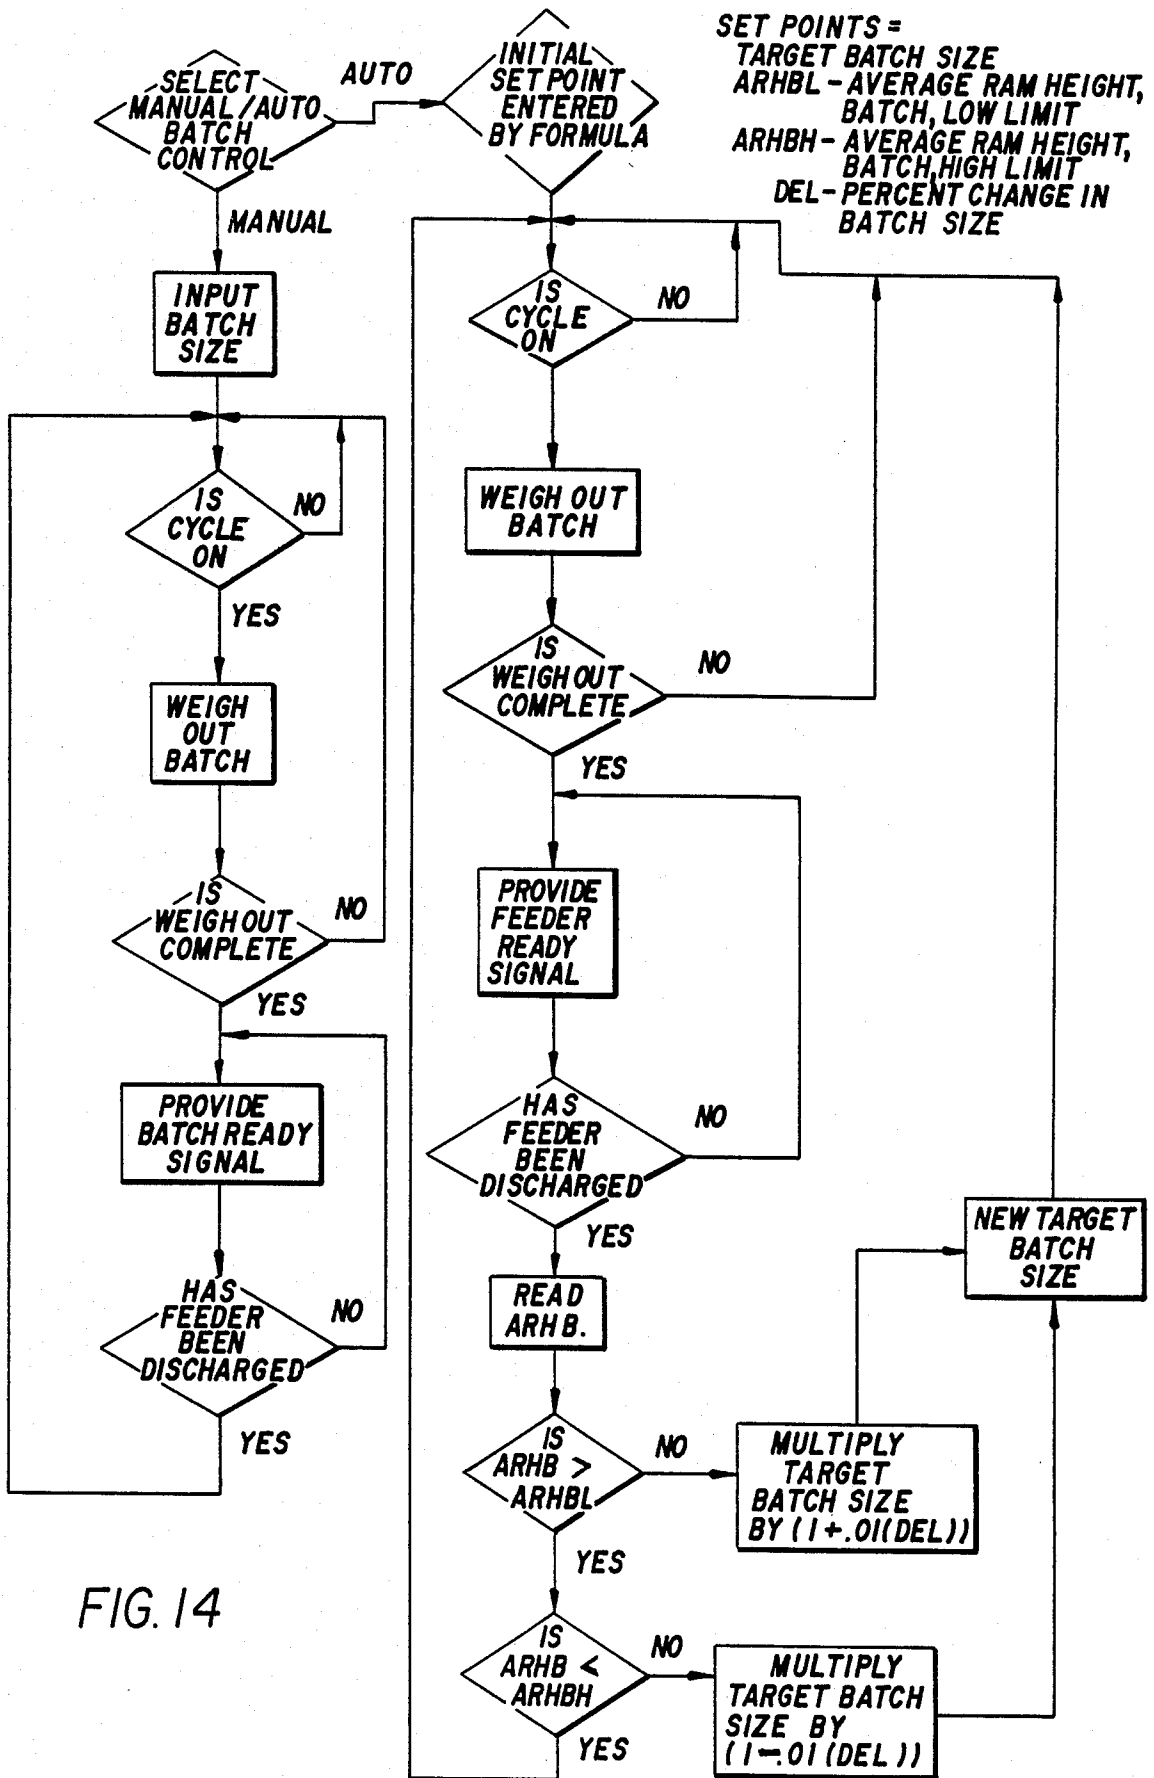 SELECT
MANUAL/AUTO
BATCH
CONTROL
AUTO
MANUAL
INPUT
BATCH
SIZE
IS
CYCLE
ON
NO
YES
WEIGH
OUT
BATCH
IS
WEIGH OUT
COMPLETE
NO
YES
PROVIDE
BATCH READY
SIGNAL
HAS
FEEDER
BEEN
DISCHARGED
NO
YES
INITIAL
SET POINT
ENTERED
BY FORMULA
SET POINTS =
TARGET BATCH SIZE
ARHBL - AVERAGE RAM HEIGHT,
BATCH, LOW LIMIT
ARHBH - AVERAGE RAM HEIGHT,
BATCH, HIGH LIMIT
DEL - PERCENT CHANGE IN
BATCH SIZE
IS
CYCLE
ON
NO
WEIGH OUT
BATCH
IS
WEIGH OUT
COMPLETE
NO
YES
PROVIDE
FEEDER
READY
SIGNAL
HAS
FEEDER
BEEN
DISCHARGED
NO
YES
READ
ARHB.
IS
ARHB >
ARHBL
NO
YES
MULTIPLY
TARGET
BATCH SIZE
BY (1+.01(DEL))
NEW TARGET
BATCH
SIZE
IS
ARHB <
ARHBH
NO
YES
MULTIPLY
TARGET BATCH
SIZE BY
(1-.01(DEL))
FIG. 14